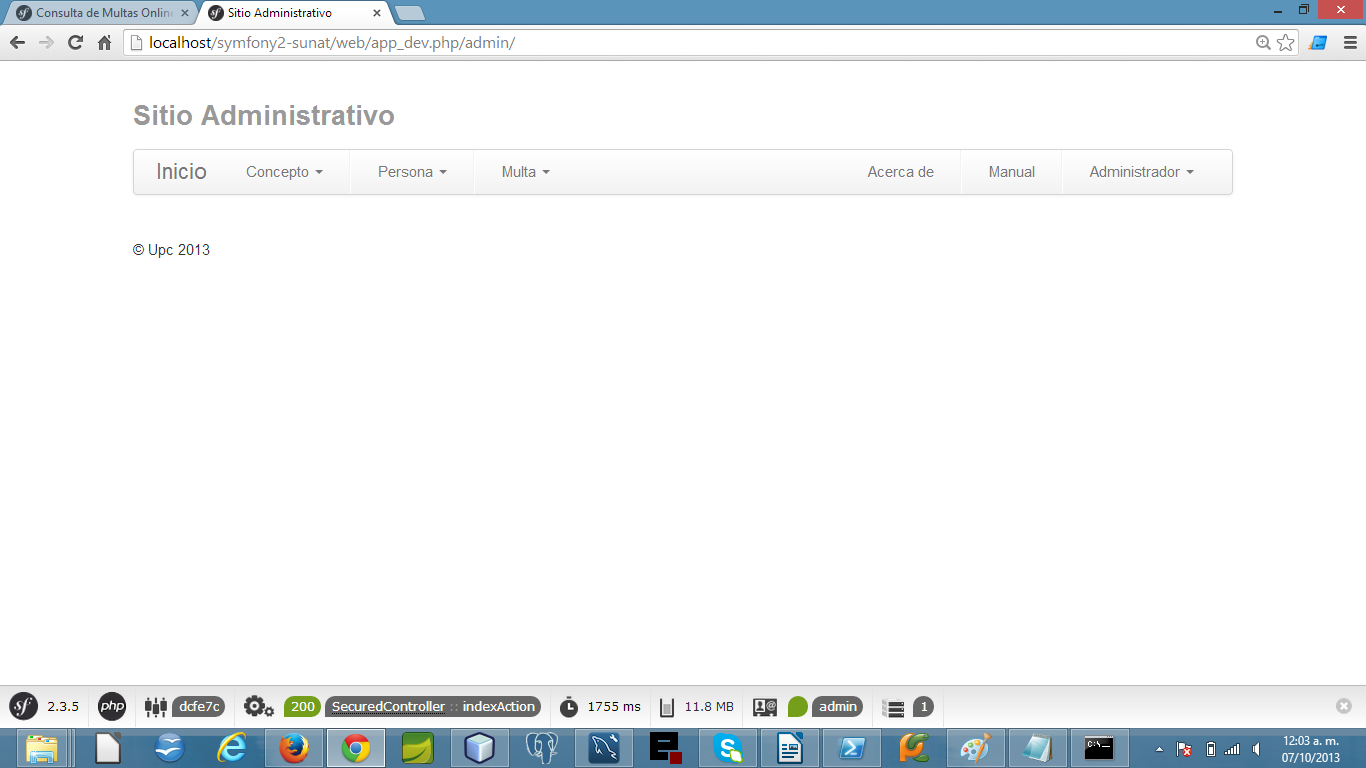 Consulta de Multas Online
Sitio Administrativo
localhost/symfony2-sunat/web/app_dev.php/admin/
Sitio Administrativo
Inicio Concepto Persona Multa Acerca de Manual Administrador
© Upc 2013
sf 2.3.5 php dcfe7c 200 SecuredController :: indexAction 1755 ms 11.8 MB admin 1
12:03 a. m.
07/10/2013